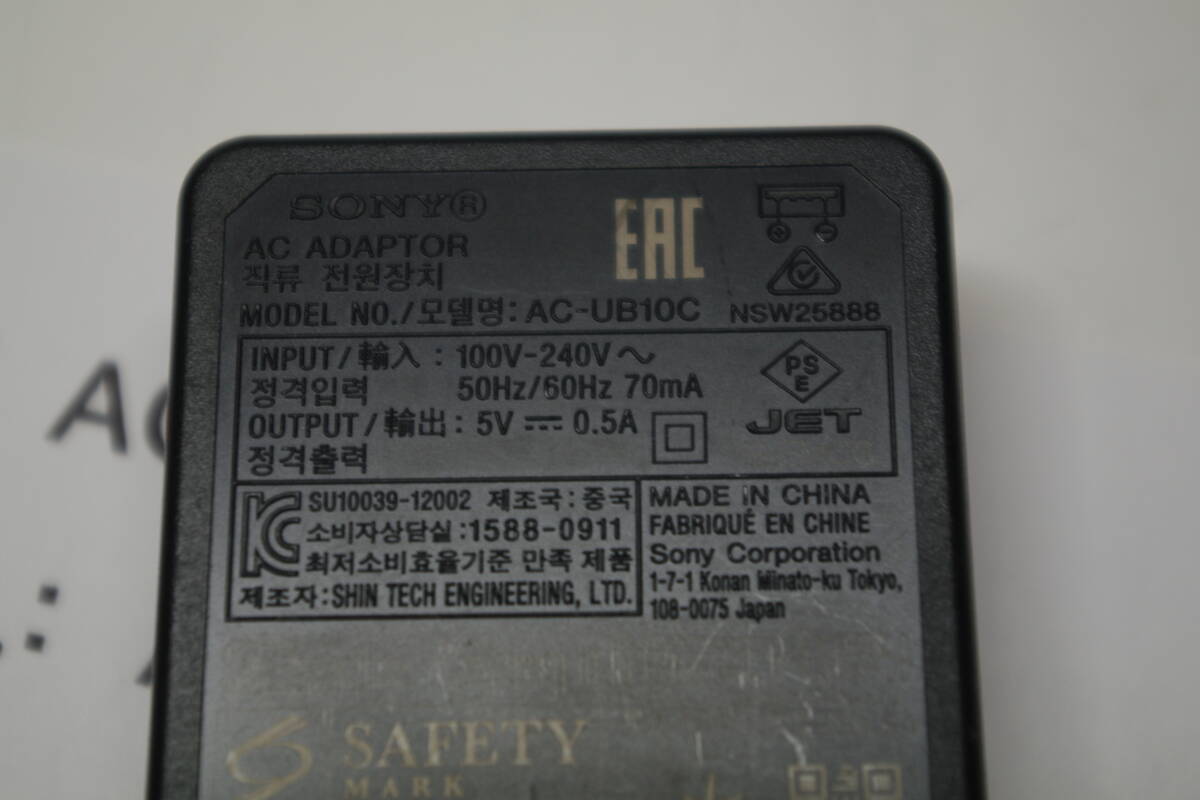 SONY®
AC ADAPTOR
직류 전원장치
MODEL NO./모델명: AC-UB10C
EAC
NSW25888
INPUT/輸入: 100V-240V～
정격입력 50Hz/60Hz 70mA
OUTPUT/輸出: 5V ⎓ 0.5A
정격출력
PS
E
JET
KC
SU10039-12002 제조국: 중국
소비자상담실:1588-0911
최저소비효율기준 만족 제품
제조자: SHIN TECH ENGINEERING, LTD.
MADE IN CHINA
FABRIQUÉ EN CHINE
Sony Corporation
1-7-1 Konan Minato-ku Tokyo,
108-0075 Japan
SAFETY
MARK